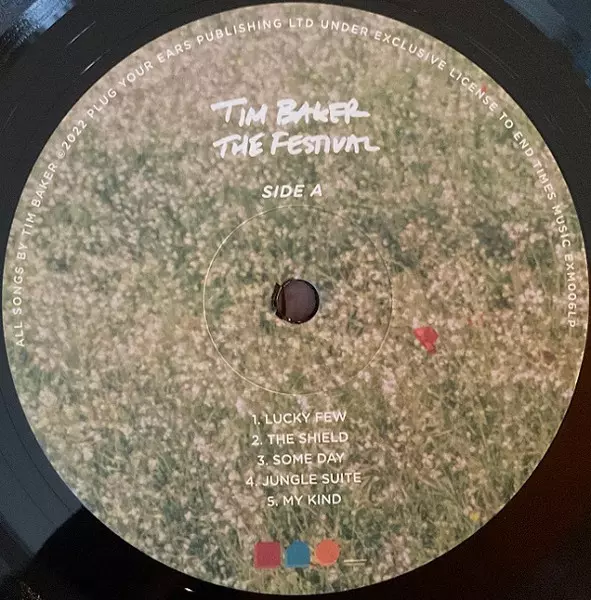 ALL SONGS BY TIM BAKER ©2022 PLUG YOUR EARS PUBLISHING LTD UNDER EXCLUSIVE LICENSE TO END TIMES MUSIC EXM006LP
TIM BAKER
THE FESTIVAL
SIDE A
1. LUCKY FEW
2. THE SHIELD
3. SOME DAY
4. JUNGLE SUITE
5. MY KIND